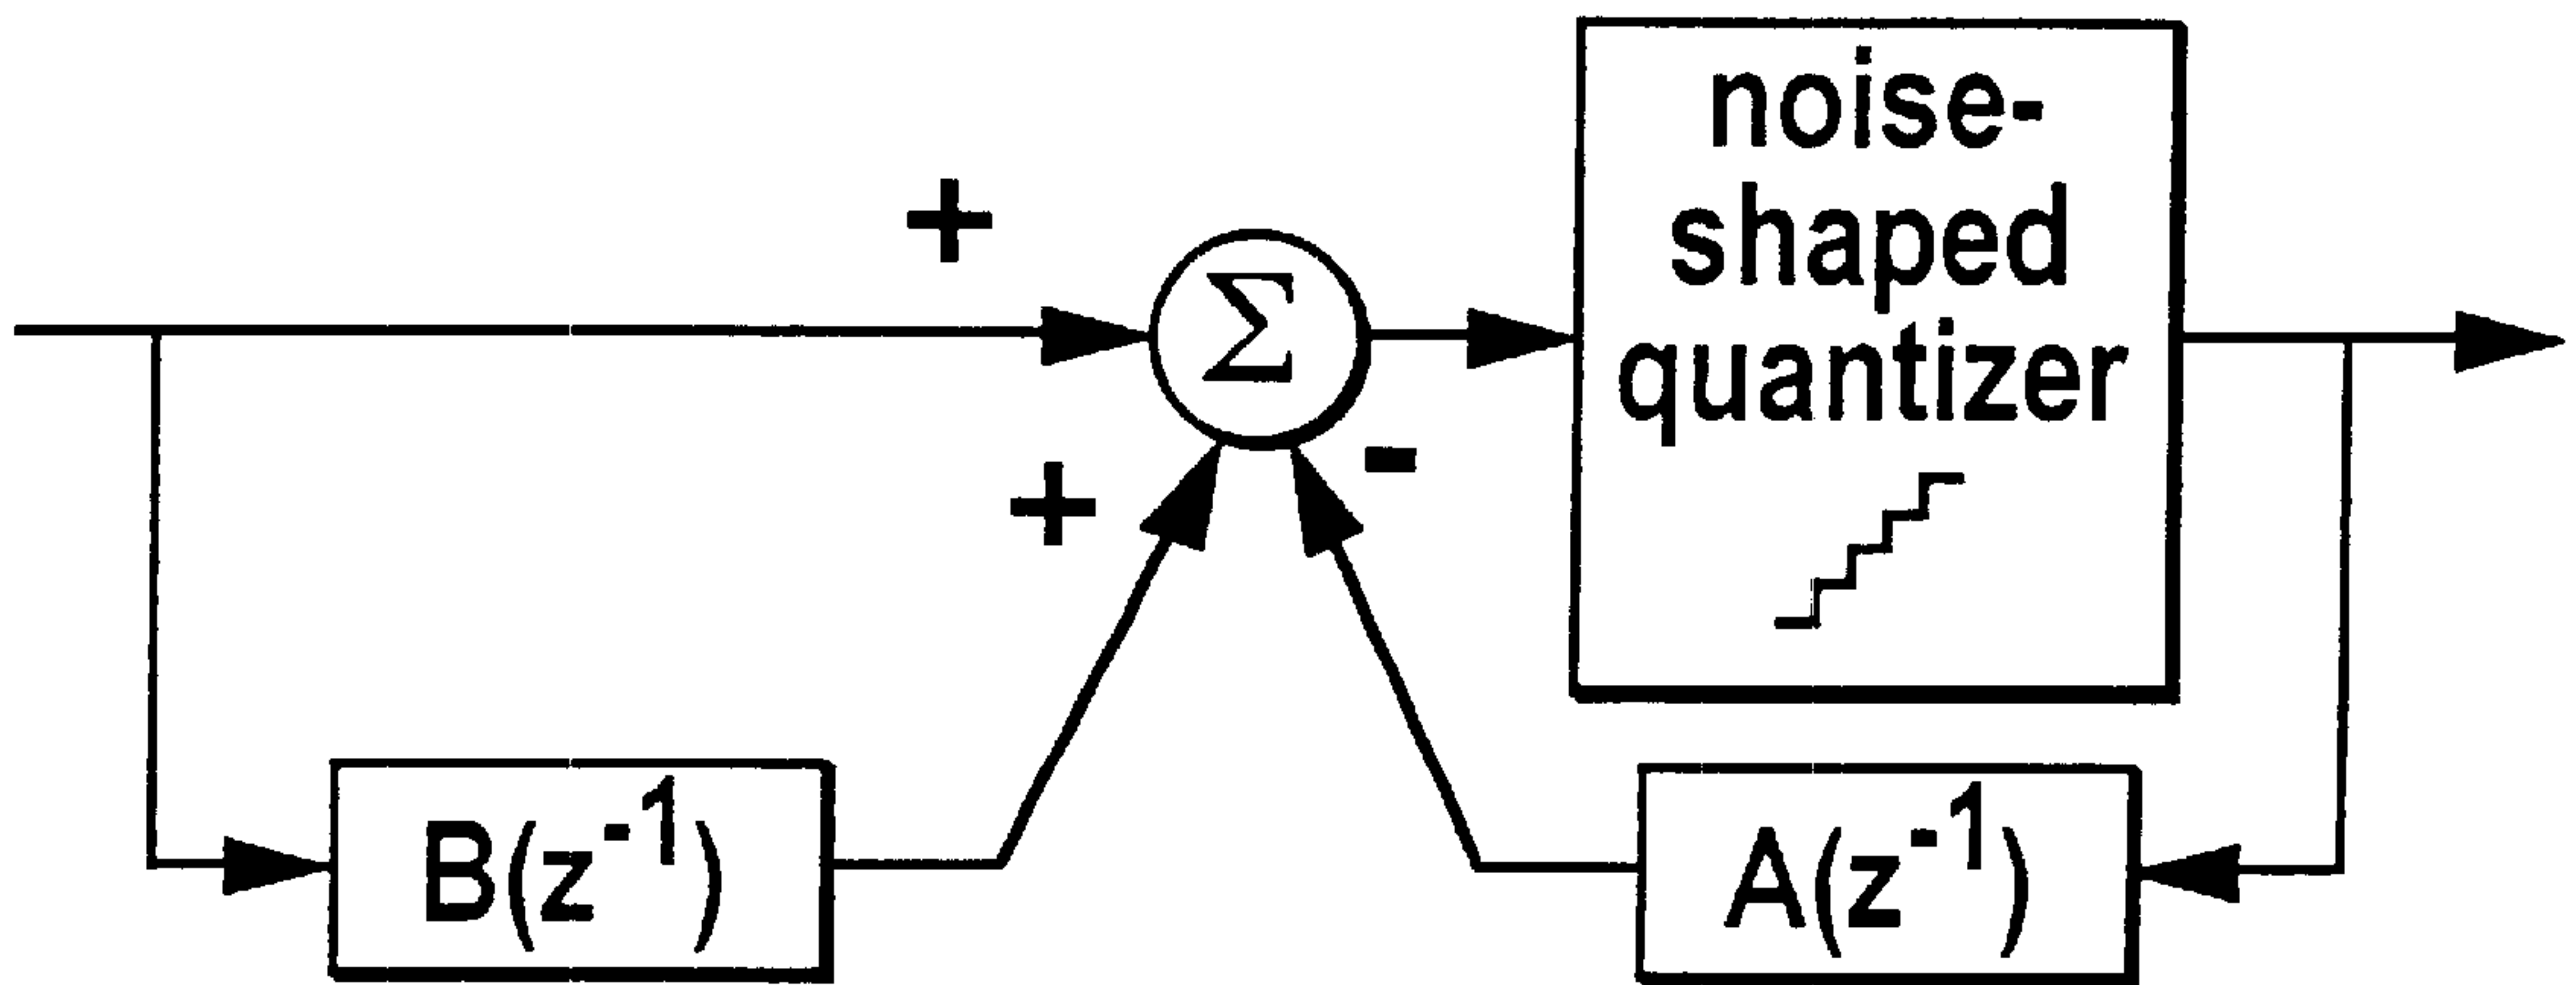 noise-
shaped
quantizer
+
Σ
+
-
B(z⁻¹)
A(z⁻¹)